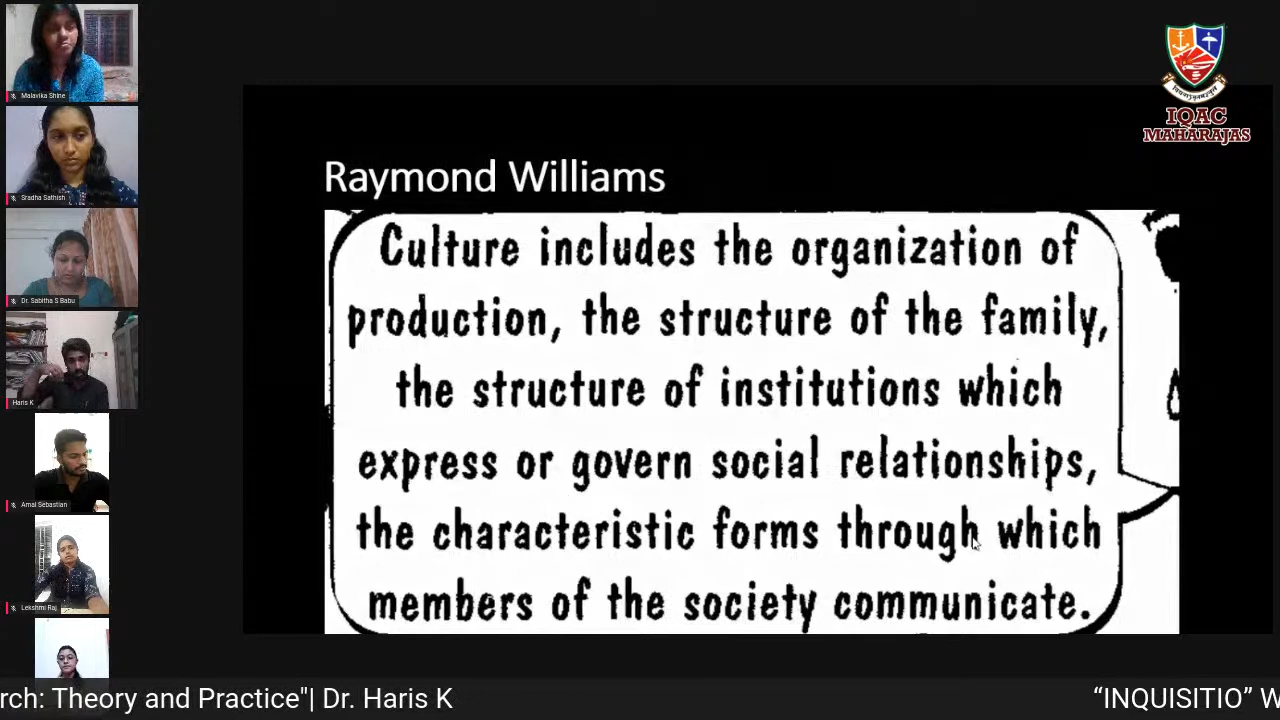 Malavika Shine
Sradha Sathish
Dr. Sabitha S Babu
Haris K
Amal Sebastian
Lekshmi Raj
IQAC
MAHARAJAS
Raymond Williams
Culture includes the organization of
production, the structure of the family,
the structure of institutions which
express or govern social relationships,
the characteristic forms through which
members of the society communicate.
rch: Theory and Practice"| Dr. Haris K
“INQUISITIO” W